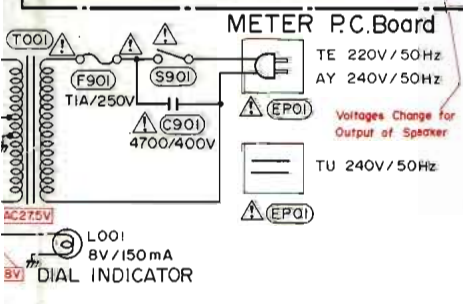 METER P.C.Board
T001
F901
S901
TE 220V/50Hz
AY 240V/50Hz
T1A/250V
C901
4700/400V
EP01
Voltages Change for
Output of Speaker
TU 240V/50Hz
EP01
AC27.5V
L001
8V/150mA
8V
DIAL INDICATOR